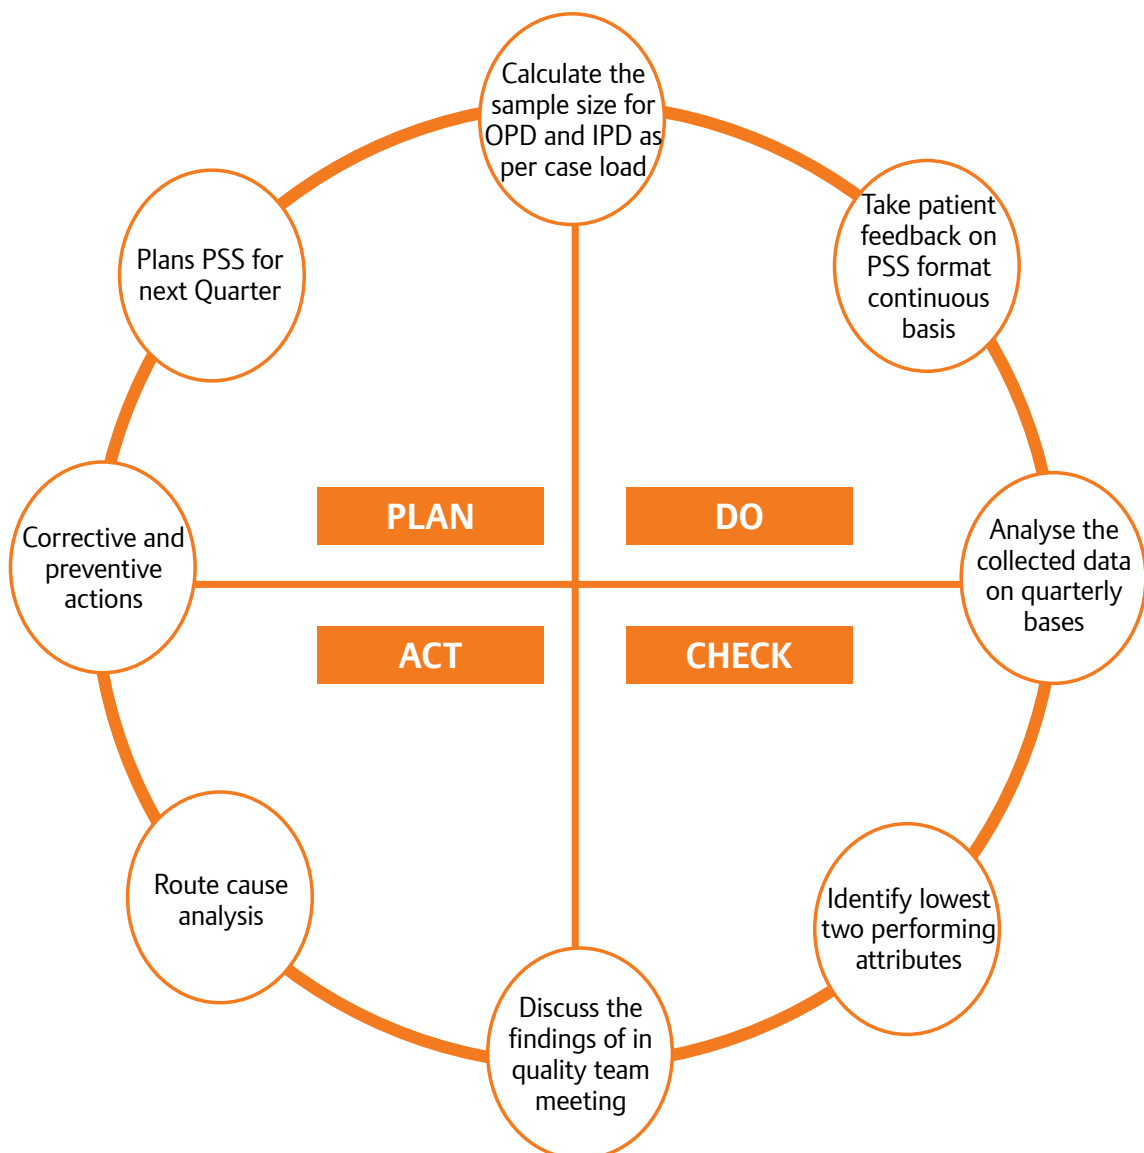 Calculate the
sample size for
OPD and IPD as
per case load
Take patient
feedback on
PSS format
continuous
basis
Analyse the
collected data
on quarterly
bases
Identify lowest
two performing
attributes
Discuss the
findings of in
quality team
meeting
Route cause
analysis
Corrective and
preventive
actions
Plans PSS for
next Quarter
PLAN
DO
ACT
CHECK